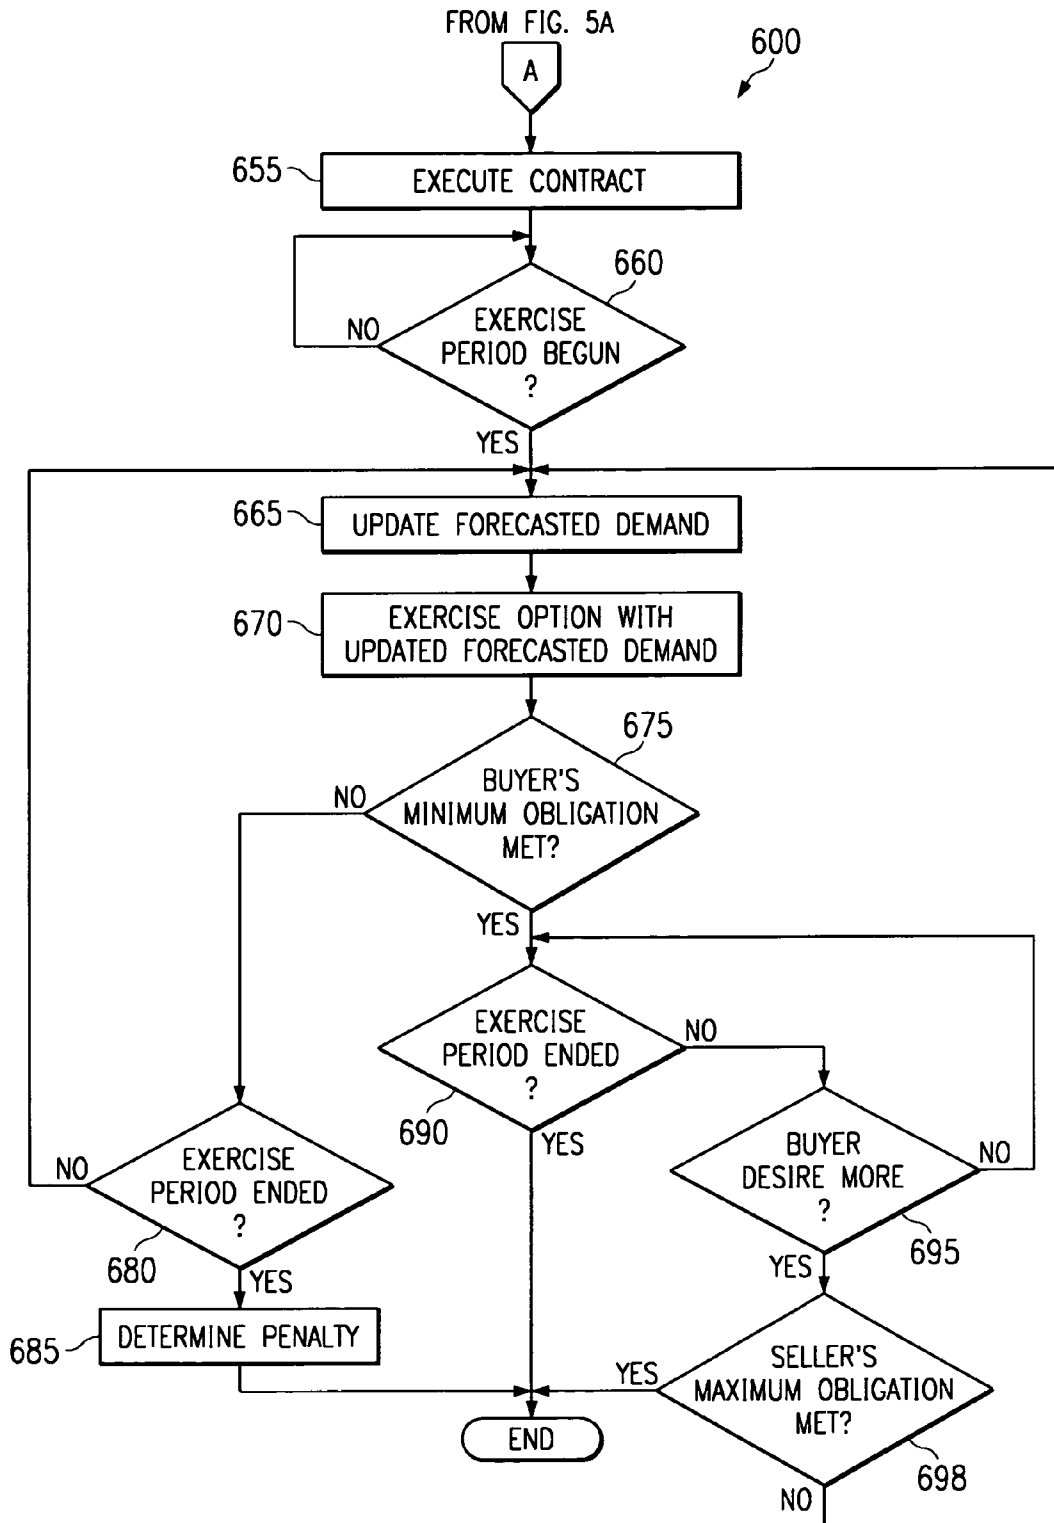 FROM FIG. 5A
A
600
655
EXECUTE CONTRACT
660
EXERCISE
PERIOD BEGUN
?
NO
YES
665
UPDATE FORECASTED DEMAND
670
EXERCISE OPTION WITH
UPDATED FORECASTED DEMAND
675
BUYER'S
MINIMUM OBLIGATION
MET?
NO
YES
EXERCISE
PERIOD ENDED
?
NO
690
YES
BUYER
DESIRE MORE
?
NO
695
YES
EXERCISE
PERIOD ENDED
?
NO
680
YES
685
DETERMINE PENALTY
SELLER'S
MAXIMUM OBLIGATION
MET?
YES
698
NO
END